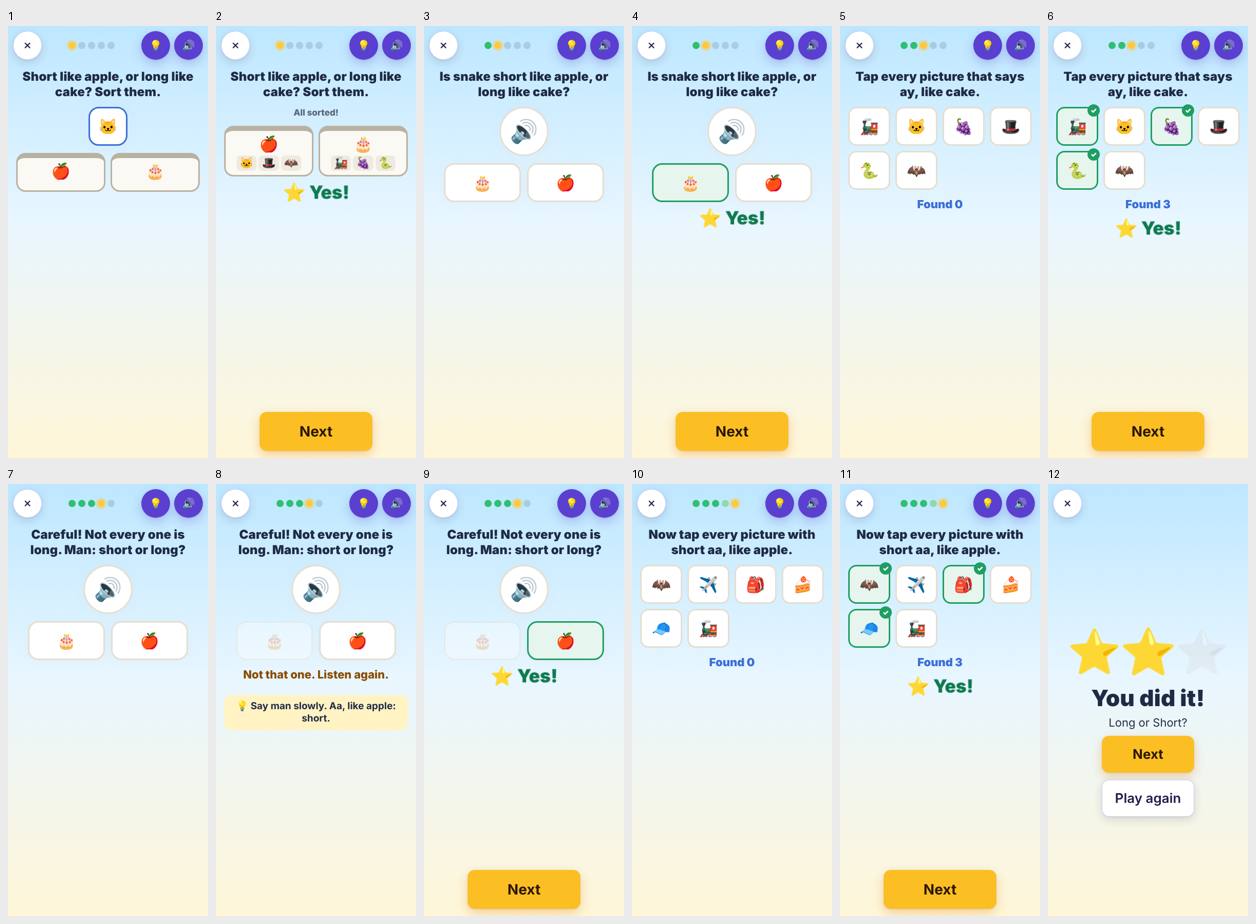 1
2
3
4
5
6
Short like apple, or long like
cake? Sort them.
Short like apple, or long like
cake? Sort them.
All sorted!
⭐ Yes!
Next
Is snake short like apple, or
long like cake?
Is snake short like apple, or
long like cake?
⭐ Yes!
Next
Tap every picture that says
ay, like cake.
Found 0
Tap every picture that says
ay, like cake.
Found 3
⭐ Yes!
Next
7
8
9
10
11
12
Careful! Not every one is
long. Man: short or long?
Careful! Not every one is
long. Man: short or long?
Not that one. Listen again.
💡 Say man slowly. Aa, like apple:
short.
Careful! Not every one is
long. Man: short or long?
⭐ Yes!
Next
Now tap every picture with
short aa, like apple.
Found 0
Now tap every picture with
short aa, like apple.
Found 3
⭐ Yes!
Next
You did it!
Long or Short?
Next
Play again